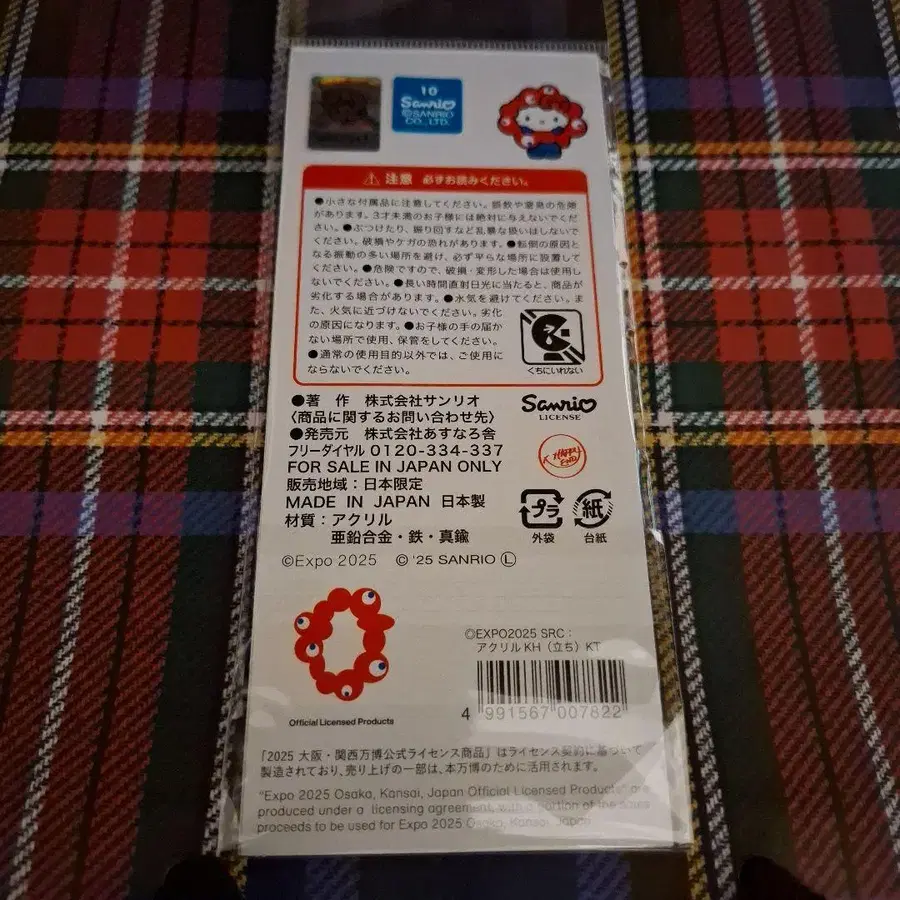 10
Sanrio
©SANRIO
CO., LTD.
⚠ 注意 必ずお読みください。
●小さな付属品に注意してください。誤飲や窒息の危険
があります。3才未満のお子様には絶対に与えないでくだ
さい。●ぶつけたり、振り回すなど乱暴な扱いはしないで
ください。破損やケガの恐れがあります。●転倒の原因と
なる振動の多い場所を避け、必ず平らな場所に設置して
ください。●危険ですので、破損・変形した場合は使用し
ないでください。●長い時間直射日光に当たると、商品が
劣化する場合があります。●水気を避けてください。ま
た、火気に近づけないでください。劣化
の原因になります。●お子様の手の届か
ない場所で使用、保管をしてください。
●通常の使用目的以外では、ご使用に
ならないでください。
くちにいれない
●著 作 株式会社サンリオ
〈商品に関するお問い合わせ先〉
●発売元 株式会社あすなろ舎
フリーダイヤル 0120-334-337
FOR SALE IN JAPAN ONLY
販売地域：日本限定
MADE IN JAPAN 日本製
材質：アクリル
亜鉛合金・鉄・真鍮
Sanrio
LICENSE
プラ
外袋
紙
台紙
©Expo 2025 © '25 SANRIO Ⓛ
Official Licensed Products
©EXPO2025 SRC：
アクリルKH（立ち）KT
4 991567 007822
「2025 大阪・関西万博公式ライセンス商品」はライセンス契約に基づいて
製造されており、売り上げの一部は、本万博のために活用されます。
"Expo 2025 Osaka, Kansai, Japan Official Licensed Products" are
produced under a licensing agreement, with a portion of the sales
proceeds to be used for Expo 2025 Osaka, Kansai, Japan.